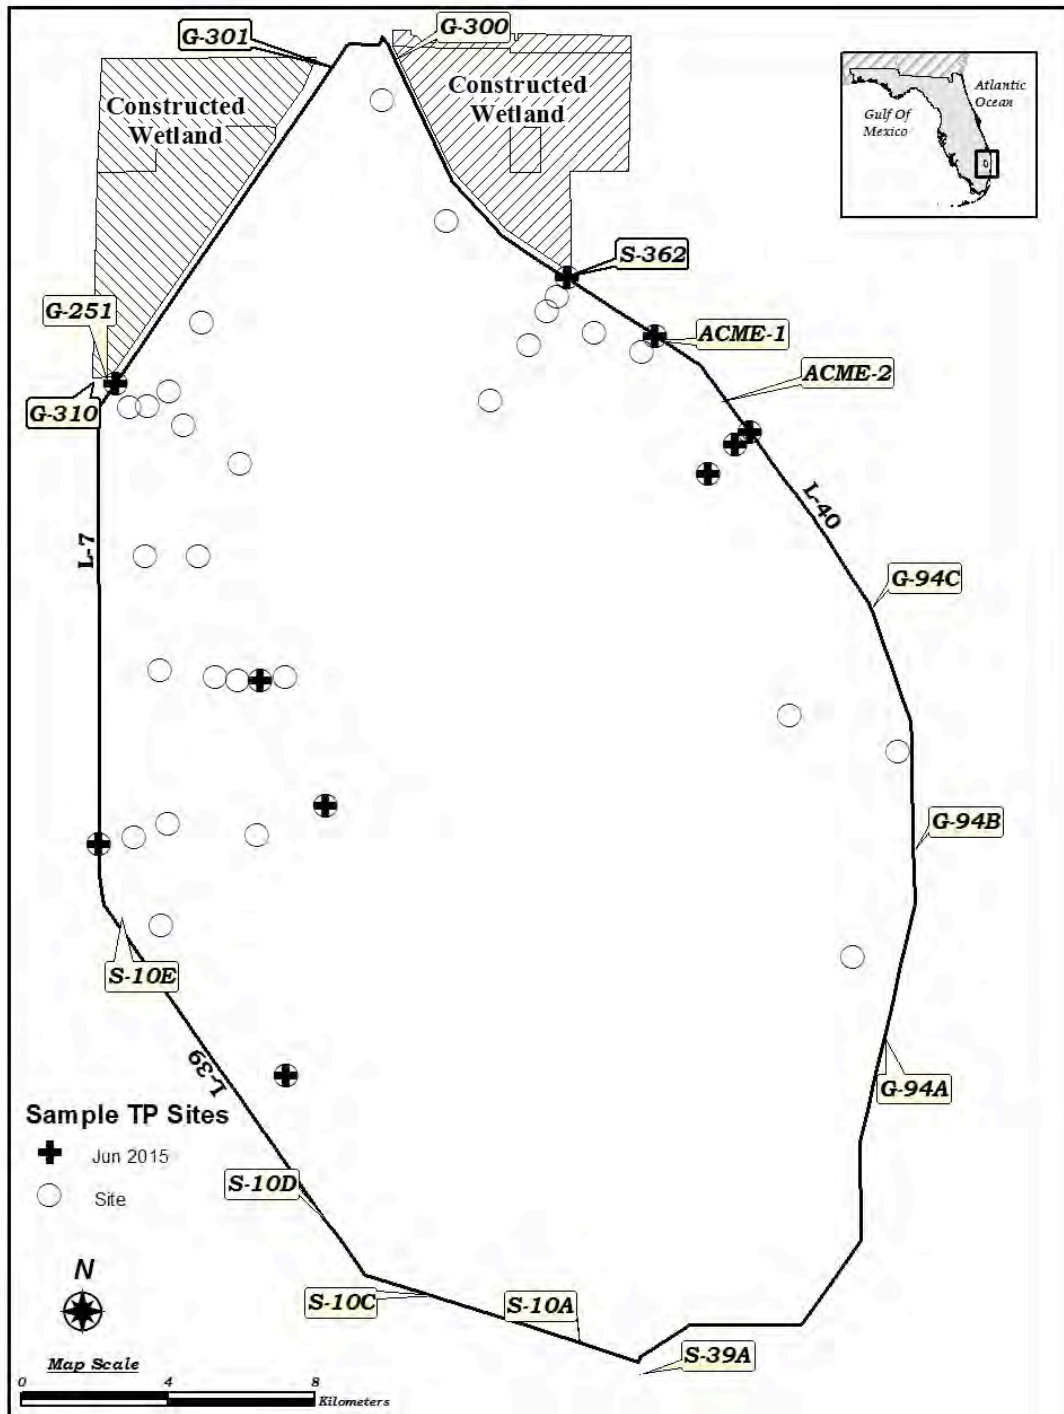 G-301
G-300
Constructed
Wetland
Constructed
Wetland
Atlantic
Ocean
Gulf Of
Mexico
S-362
G-251
ACME-1
ACME-2
G-310
L-40
L-7
G-94C
G-94B
S-10E
L-39
G-94A
Sample TP Sites
Jun 2015
Site
S-10D
N
S-10C
S-10A
S-39A
Map Scale
0 4 8
Kilometers